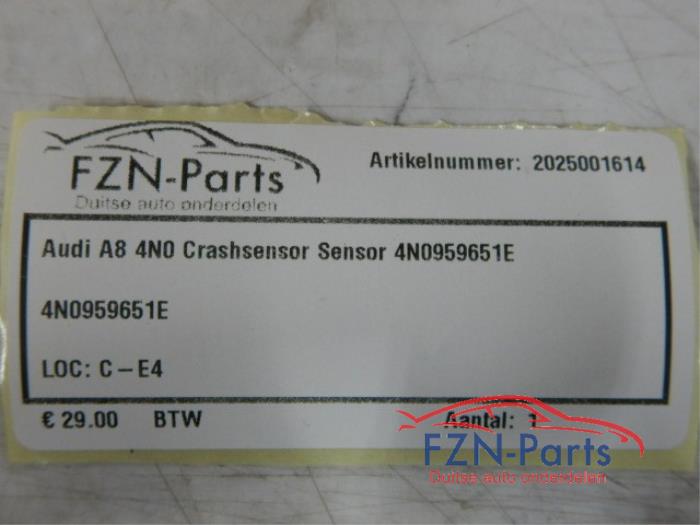 FZN-Parts
Duitse auto onderdelen
Artikelnummer: 2025001614
Audi A8 4N0 Crashsensor Sensor 4N0959651E
4N0959651E
LOC: C-E4
€ 29.00 BTW Aantal: 1
FZN-Parts
Duitse auto onderdelen